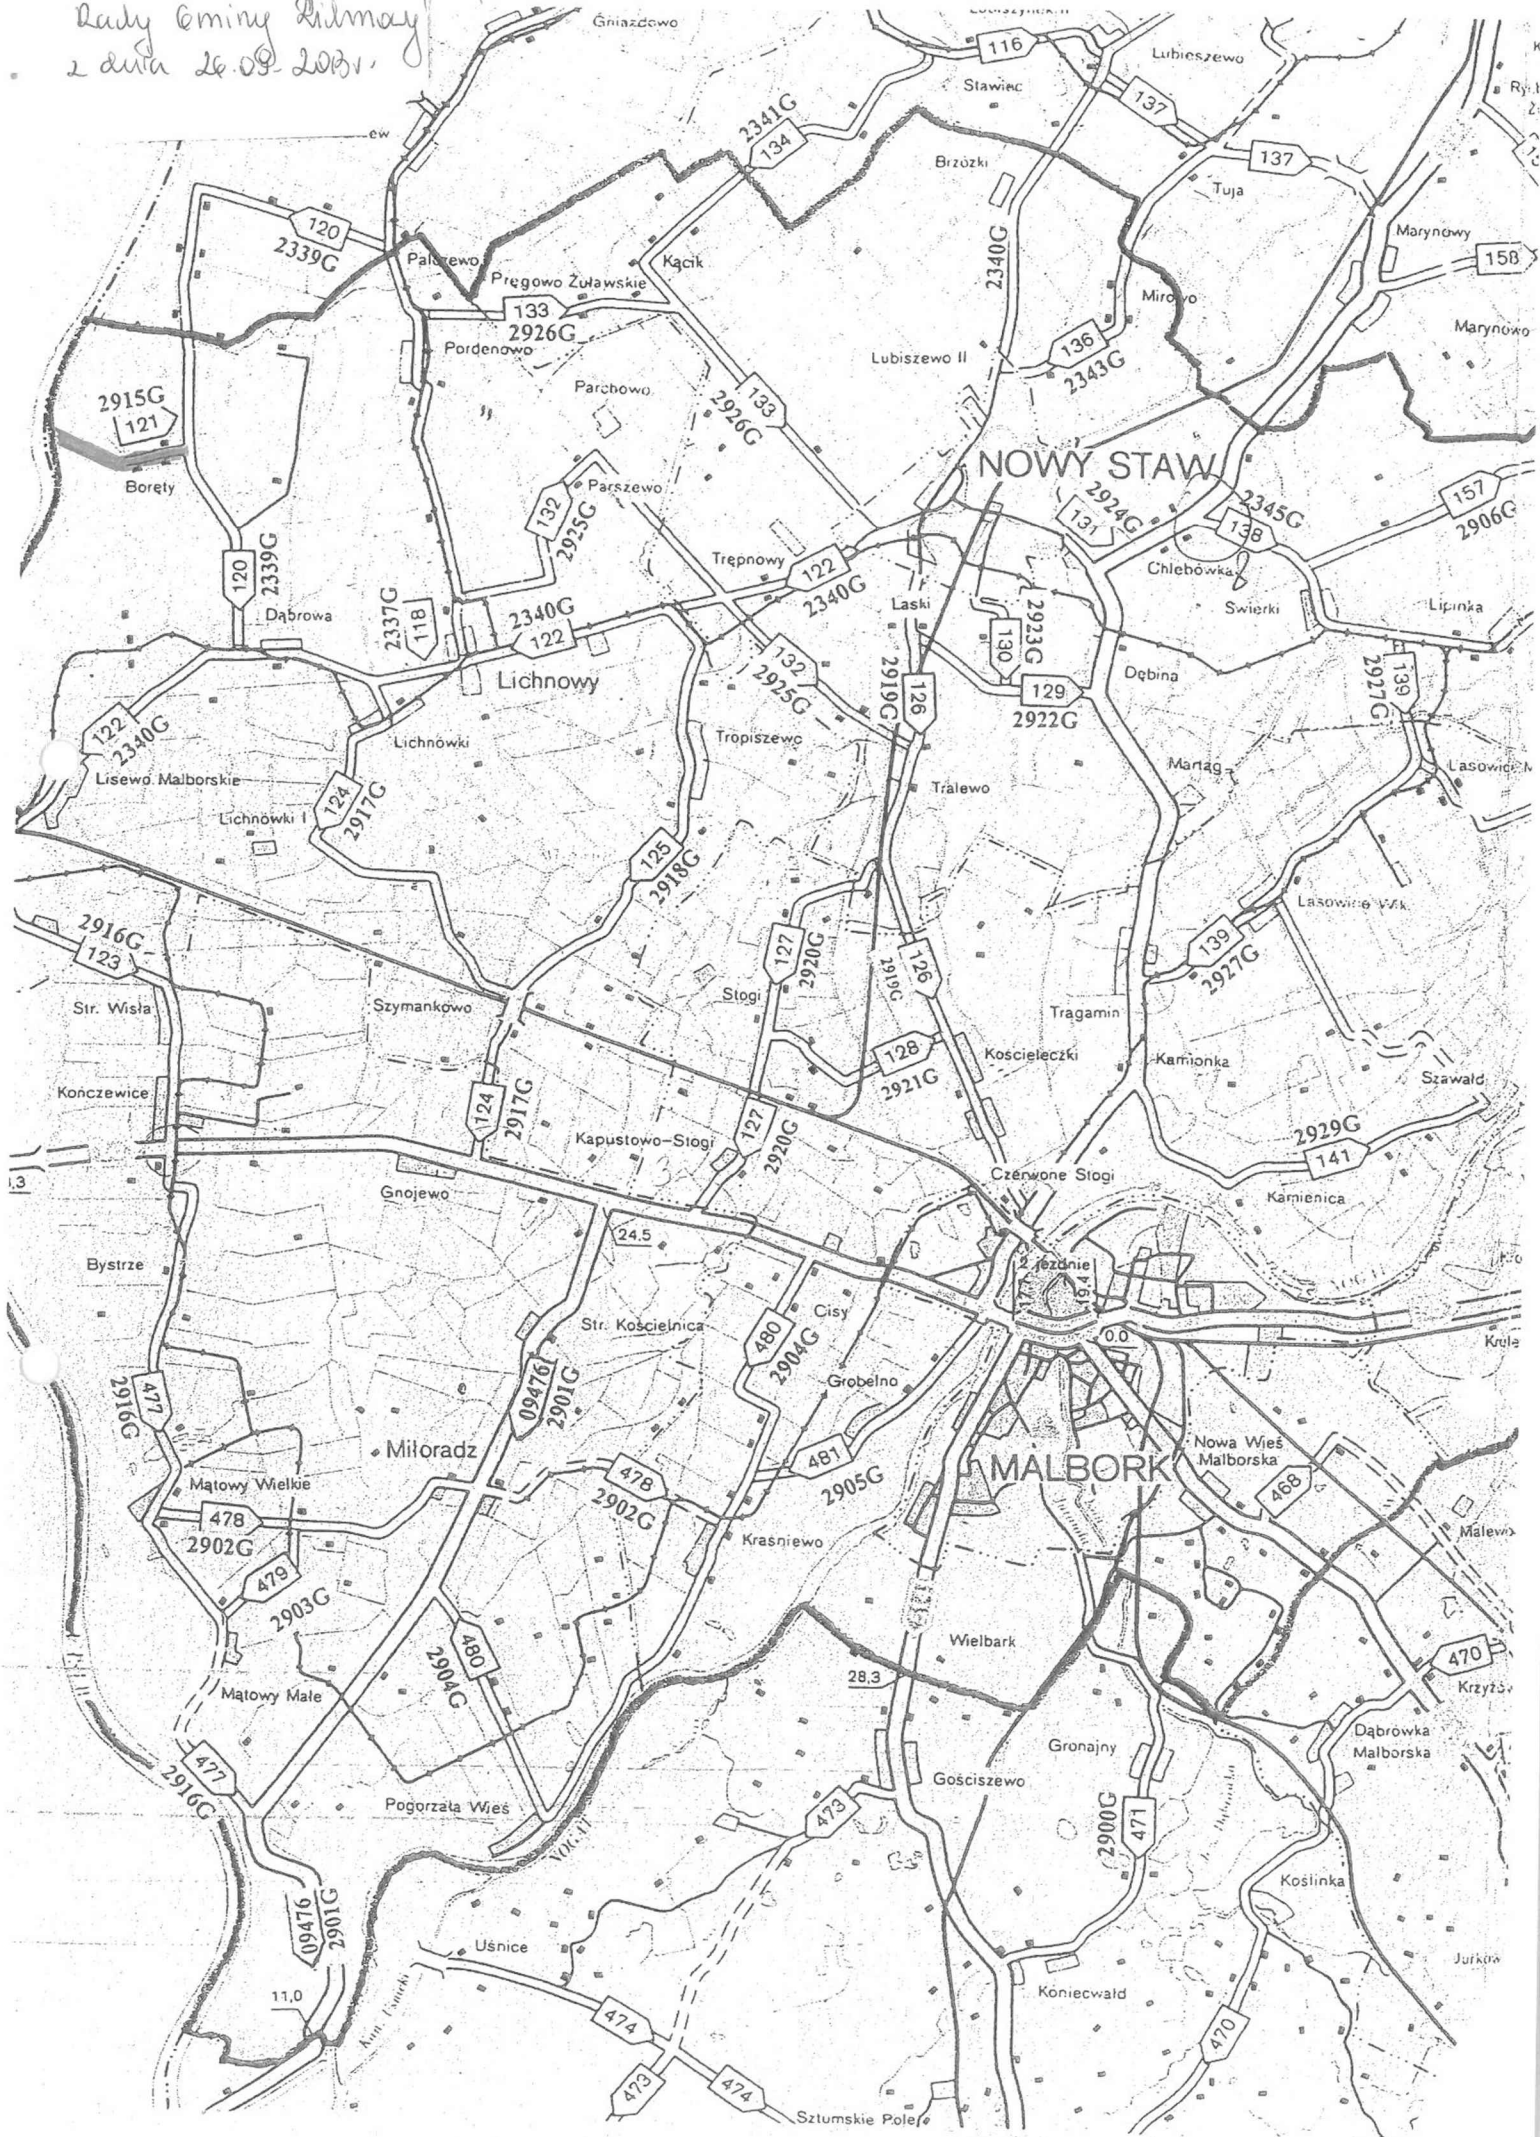 Rady Gminy
z dnia 26.09.2013r.
Gniazdowo
116
Lubieszewo
Stawiec
137
ew
2341G
134
Brzózki
137
Tuja
120
2339G
Palczewo
Kącik
Pręgowo Żuławskie
2340G
Marynowy
158
133
2926G
Mirowo
Marynowo
Pordenowo
136
2343G
Lubiszewo II
Parchowo
133
2926G
2915G
121
NOWY STAW
Boręty
Parszewo
132
2925G
2924G
131
2345G
138
157
2906G
120
2339G
Trępnowy
122
2340G
Chlebówka
Laski
Swierki
Lipinka
Dąbrowa
2337G
118
2340G
122
2923G
130
Lichnowy
132
2925G
2919G
126
129
2922G
Dębina
2927G
139
122
2340G
Lichnówki
Tropiszewo
Lisewo Malborskie
Martąg
Tralewo
Lichnówki I
124
2917G
125
2918G
Lasowice Wlk.
2916G
123
127
2920G
126
2919G
139
2927G
Str. Wisła
Szymankowo
Stogi
Tragamin
128
2921G
Kościeleczki
Kamionka
Szawałd
Kończewice
124
2917G
Kapustowo-Stogi
127
2920G
2929G
141
Czerwone Stogi
Gnojewo
Kamienica
24.5
Bystrze
2 jezdnie
19.4
Cisy
Str. Kościelnica
480
2904G
0.0
477
2916G
09476
2901G
Grobelno
Miłoradz
481
2905G
MALBORK
Nowa Wieś
Malborska
468
Mątowy Wielkie
478
2902G
478
2902G
Kraśniewo
479
2903G
480
2904G
Wielbark
28,3
470
Mątowy Małe
Dąbrówka
Malborska
Gronajny
477
2916G
Gościszewo
Pogorzała Wieś
473
2900G
471
NOGAT
Koślinka
09476
2901G
Uśnice
11,0
Koniecwałd
474
470
473
474
Sztumskie Pole